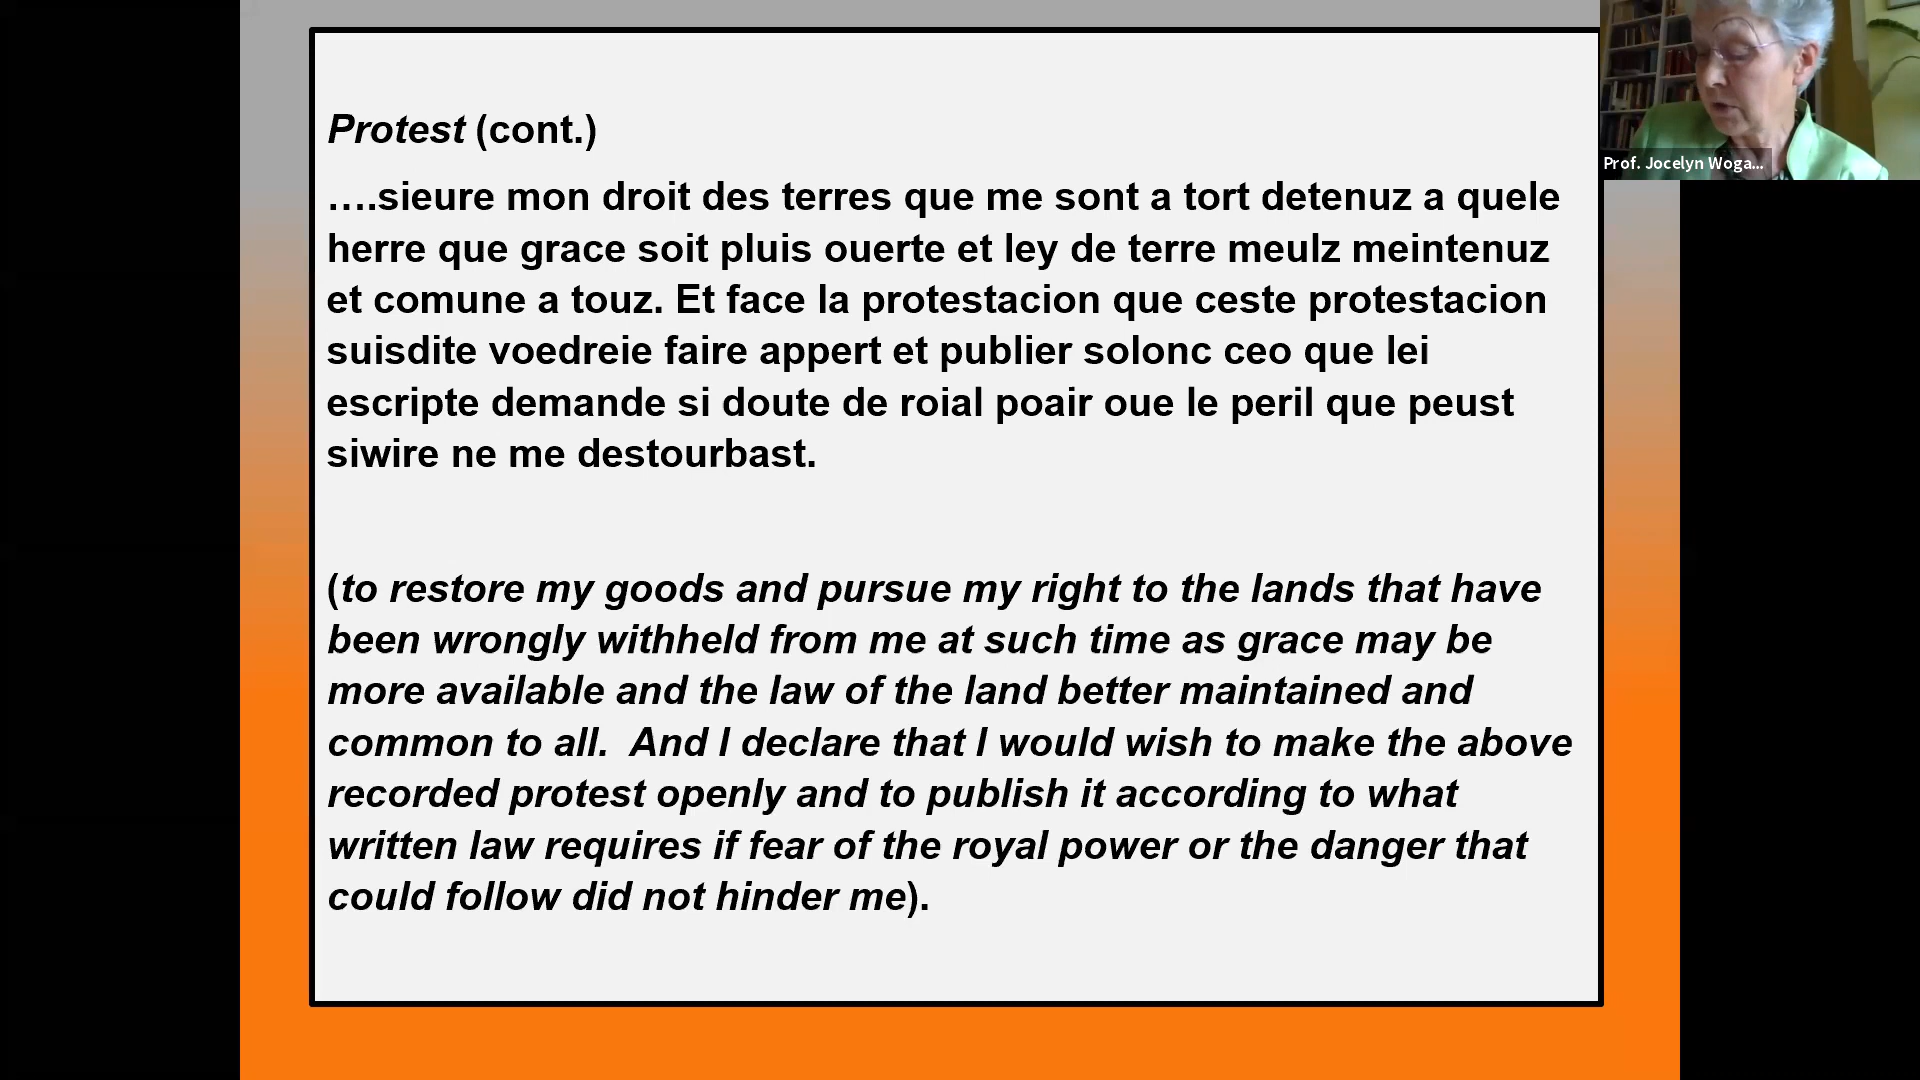 Protest (cont.)
….sieure mon droit des terres que me sont a tort detenuz a quele
herre que grace soit pluis ouerte et ley de terre meulz meintenuz
et comune a touz. Et face la protestacion que ceste protestacion
suisdite voedreie faire appert et publier solonc ceo que lei
escripte demande si doute de roial poair oue le peril que peust
siwire ne me destourbast.
(to restore my goods and pursue my right to the lands that have
been wrongly withheld from me at such time as grace may be
more available and the law of the land better maintained and
common to all.  And I declare that I would wish to make the above
recorded protest openly and to publish it according to what
written law requires if fear of the royal power or the danger that
could follow did not hinder me).
Prof. Jocelyn Woga...